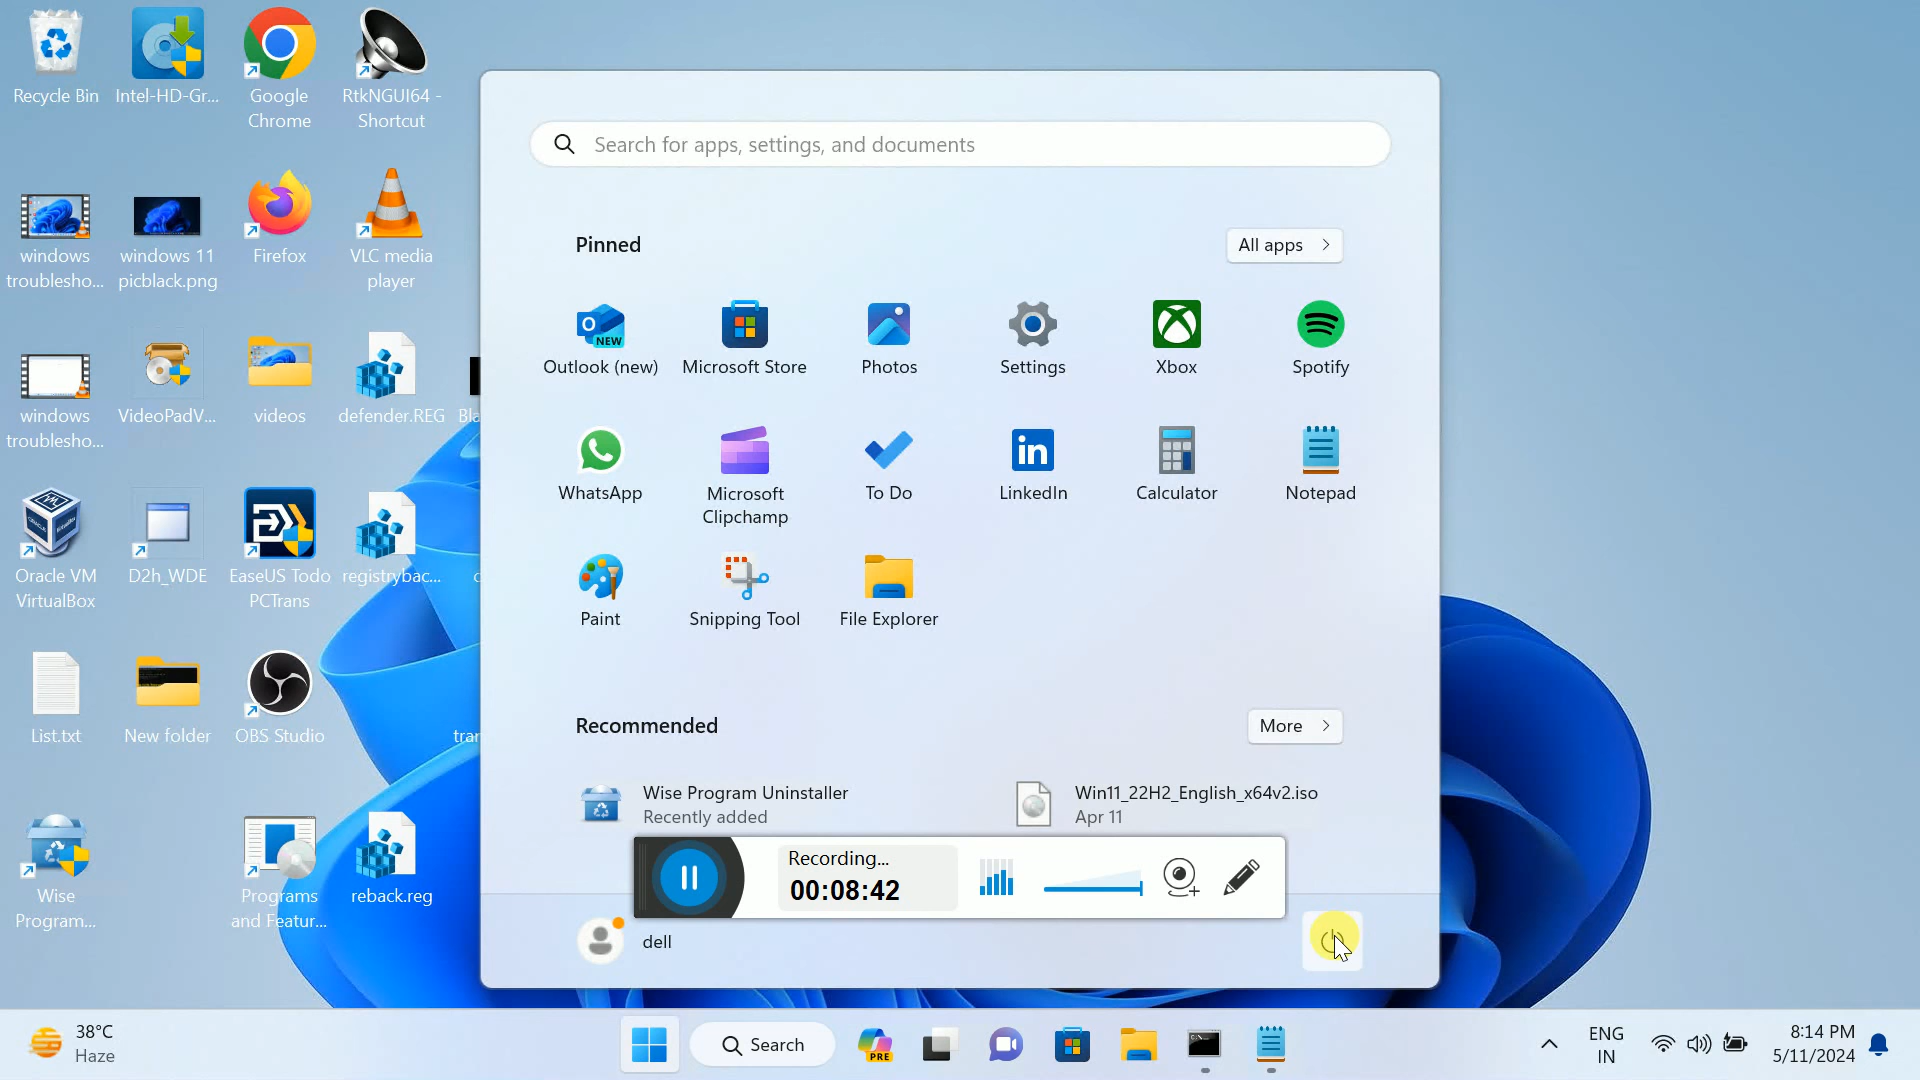 Recycle Bin
Intel-HD-Gr...
Google
Chrome
RtkNGUI64 -
Shortcut
windows
troublesho...
windows 11
picblack.png
Firefox
VLC media
player
windows
troublesho...
VideoPadV...
videos
defender.REG
Bla
Oracle VM
VirtualBox
D2h_WDE
EaseUS Todo
PCTrans
registrybac...
List.txt
New folder
OBS Studio
tran
Wise
Program...
Programs
and Featur...
reback.reg
Search for apps, settings, and documents
Pinned
All apps
Outlook (new)
NEW
Microsoft Store
Photos
Settings
Xbox
Spotify
WhatsApp
Microsoft
Clipchamp
To Do
in
LinkedIn
Calculator
Notepad
Paint
Snipping Tool
File Explorer
Recommended
More
Wise Program Uninstaller
Recently added
Win11_22H2_English_x64v2.iso
Apr 11
Recording...
00:08:42
dell
38°C
Haze
Search
PRE
ENG
IN
8:14 PM
5/11/2024